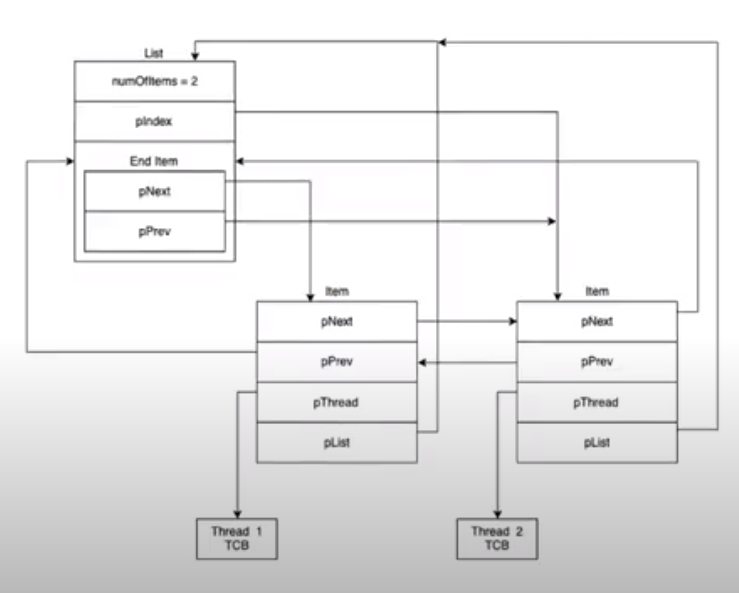 List
numOfItems = 2
pIndex
End Item
pNext
pPrev
Item
pNext
pPrev
pThread
pList
Item
pNext
pPrev
pThread
pList
Thread 1
TCB
Thread 2
TCB